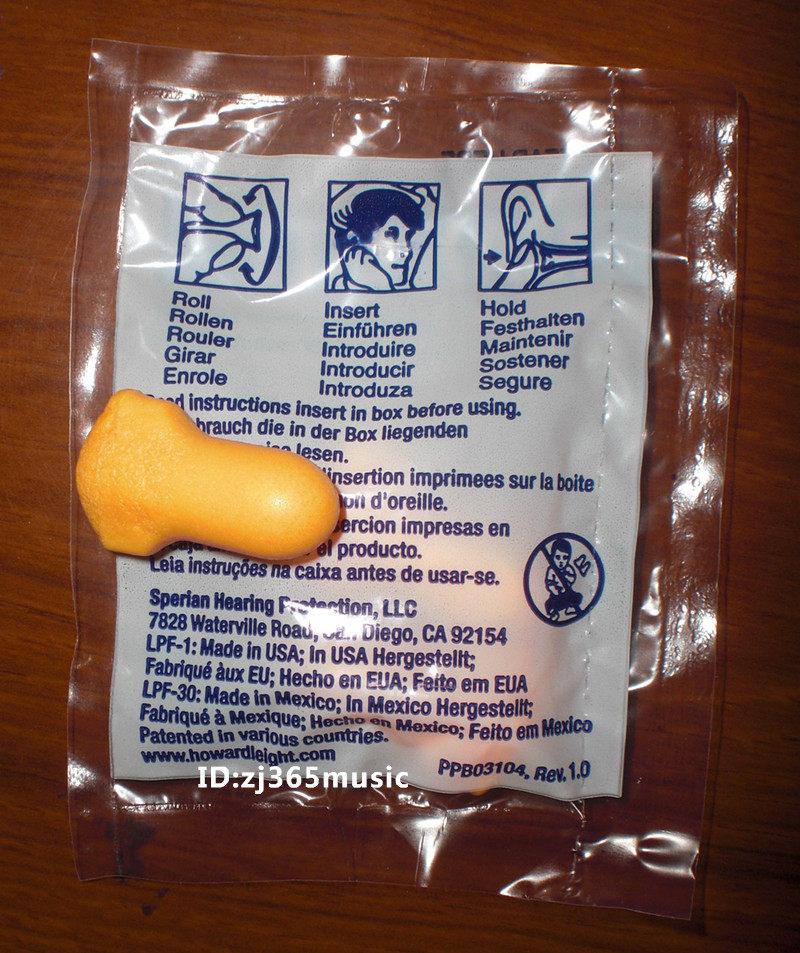 Roll
Rollen
Rouler
Girar
Enrole
Insert
Einführen
Introduire
Introducir
Introduza
Hold
Festhalten
Maintenir
Sostener
Segure
instructions insert in box before using.
die in der Box liegenden
lesen.
insertion imprimees sur la boite
d'oreille.
impresas en
el producto.
Leia instruções na caixa antes de usar-se.
Sperian Hearing Protection, LLC
7828 Waterville Road, San Diego, CA 92154
LPF-1: Made in USA; In USA Hergestellt;
Fabriqué àux EU; Hecho en EUA; Feito em EUA
LPF-30: Made in Mexico; In Mexico Hergestellt;
Fabriqué à Mexique; Hecho en Mexico; Feito em Mexico
Patented in various countries.
www.howardleight.com
PPB03104, Rev.1.0
ID:zj365music